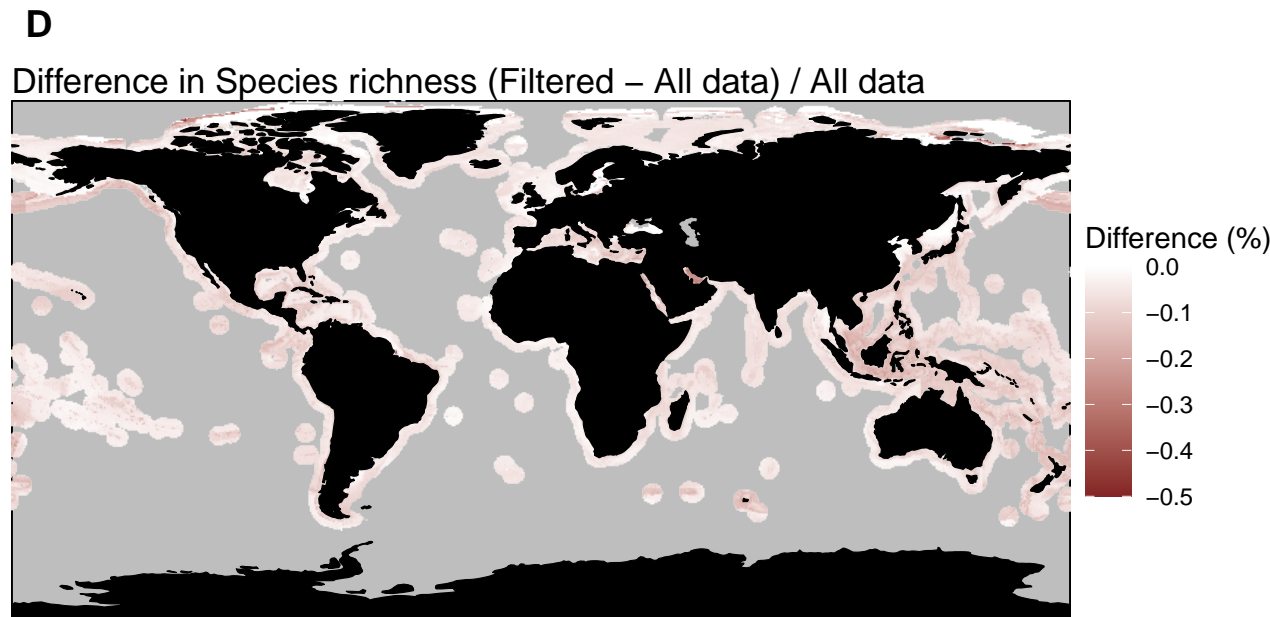 D
Difference in Species richness (Filtered – All data) / All data
Difference (%)
0.0
−0.1
−0.2
−0.3
−0.4
−0.5